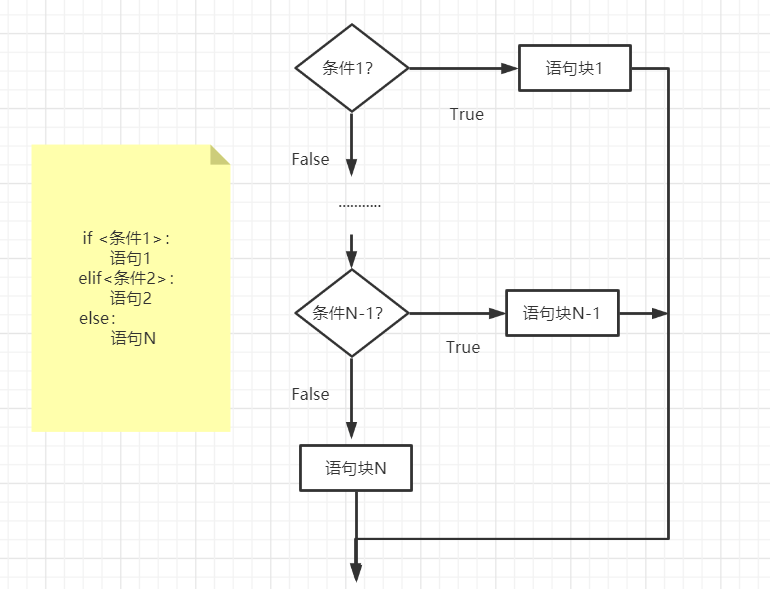 条件1?
语句块1
True
False
...........
条件N-1?
语句块N-1
True
False
语句块N
if <条件1>：
语句1
elif<条件2>：
语句2
else：
语句N